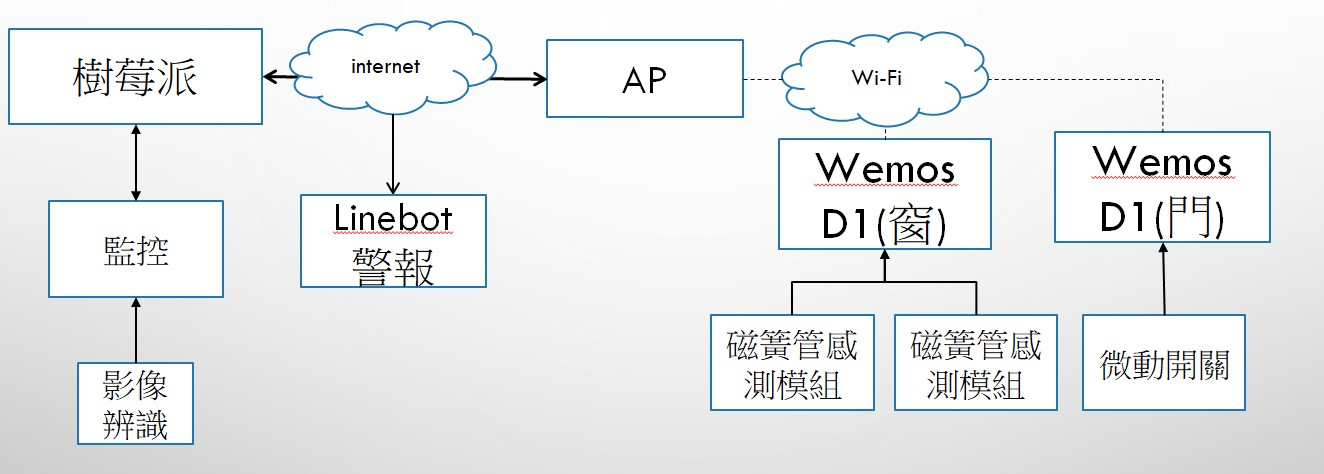 樹莓派
internet
AP
Wi-Fi
Wemos
D1(窗)
Wemos
D1(門)
監控
Linebot
警報
影像
辨識
磁簧管感
測模組
磁簧管感
測模組
微動開關